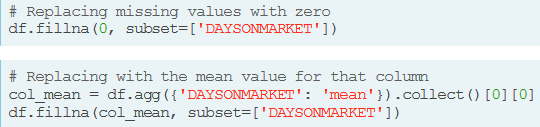 # Replacing missing values with zero
df.fillna(0, subset=['DAYSONMARKET'])
# Replacing with the mean value for that column
col_mean = df.agg({'DAYSONMARKET': 'mean'}).collect()[0][0]
df.fillna(col_mean, subset=['DAYSONMARKET'])